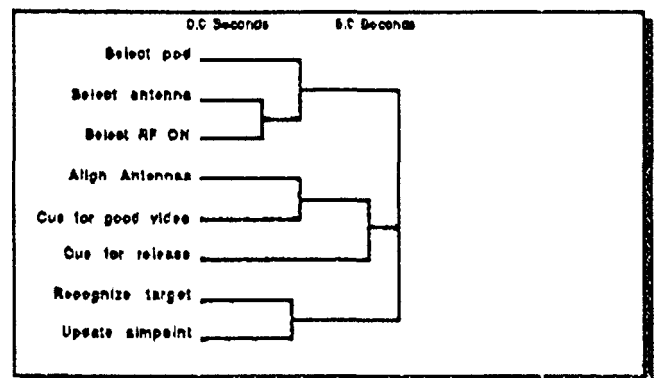 0.0 Seconds 5.0 Seconds
Select pod
Select antenna
Select RF ON
Align Antennas
Cue for good video
Cue for release
Recognize target
Update aimpoint